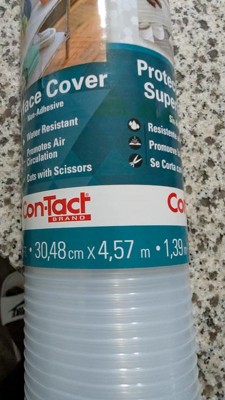 face Cover
Non-Adhesive
Water Resistant
Promotes Air
Circulation
Cuts with Scissors
Protec
Supe
Resistente
Promueve
Se Corta
Con-Tact
BRAND
Co
• 30,48 cm x 4,57 m • 1,39 m